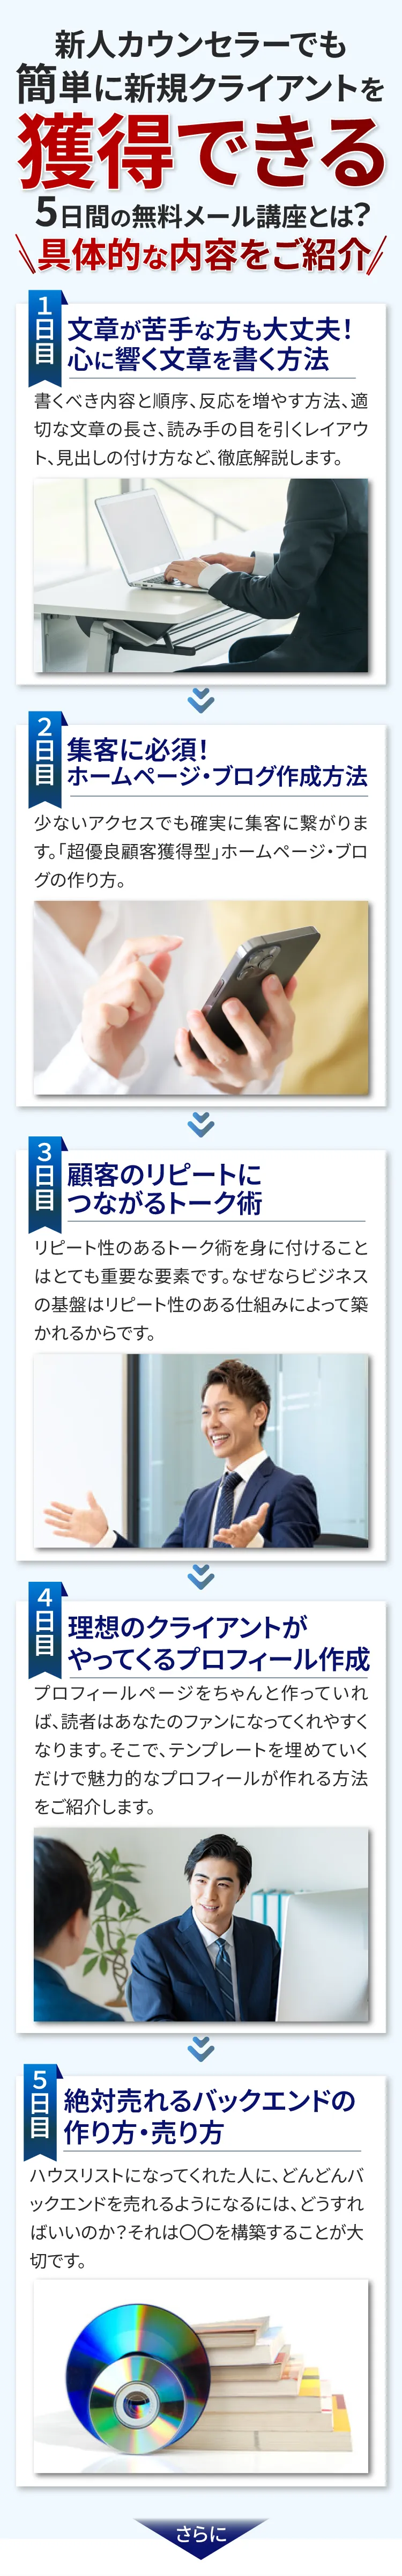 新人カウンセラーでも
簡単に新規クライアントを
獲得できる
5日間の無料メール講座とは？
具体的な内容をご紹介
1日目
文章が苦手な方も大丈夫！
心に響く文章を書く方法
書くべき内容と順序、反応を増やす方法、適
切な文章の長さ、読み手の目を引くレイアウ
ト、見出しの付け方など、徹底解説します。
2日目
集客に必須！
ホームページ・ブログ作成方法
少ないアクセスでも確実に集客に繋がりま
す。「超優良顧客獲得型」ホームページ・ブロ
グの作り方。
3日目
顧客のリピートに
つながるトーク術
リピート性のあるトーク術を身に付けること
はとても重要な要素です。なぜならビジネス
の基盤はリピート性のある仕組みによって築
かれるからです。
4日目
理想のクライアントが
やってくるプロフィール作成
プロフィールページをちゃんと作っていれ
ば、読者はあなたのファンになってくれやすく
なります。そこで、テンプレートを埋めていく
だけで魅力的なプロフィールが作れる方法
をご紹介します。
5日目
絶対売れるバックエンドの
作り方・売り方
ハウスリストになってくれた人に、どんどんバ
ックエンドを売れるようになるには、どうすれ
ばいいのか？それは〇〇を構築することが大
切です。
さらに